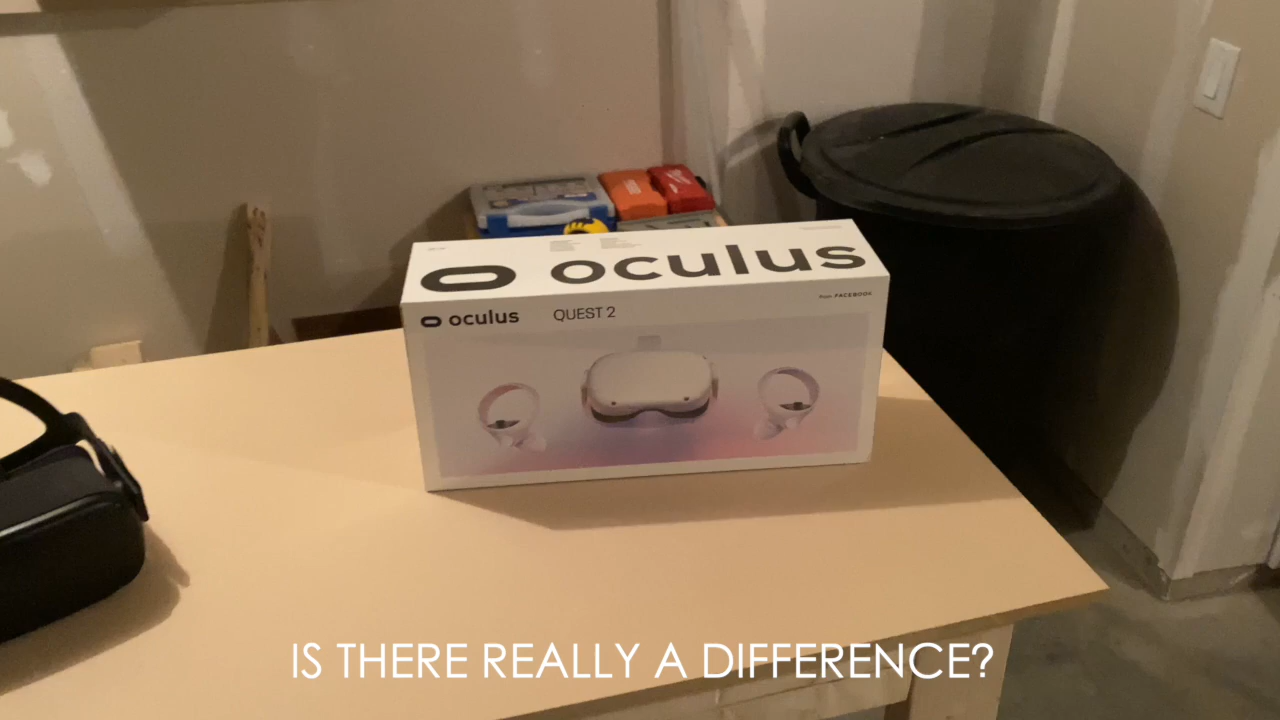 oculus
oculus QUEST 2
from FACEBOOK
IS THERE REALLY A DIFFERENCE?